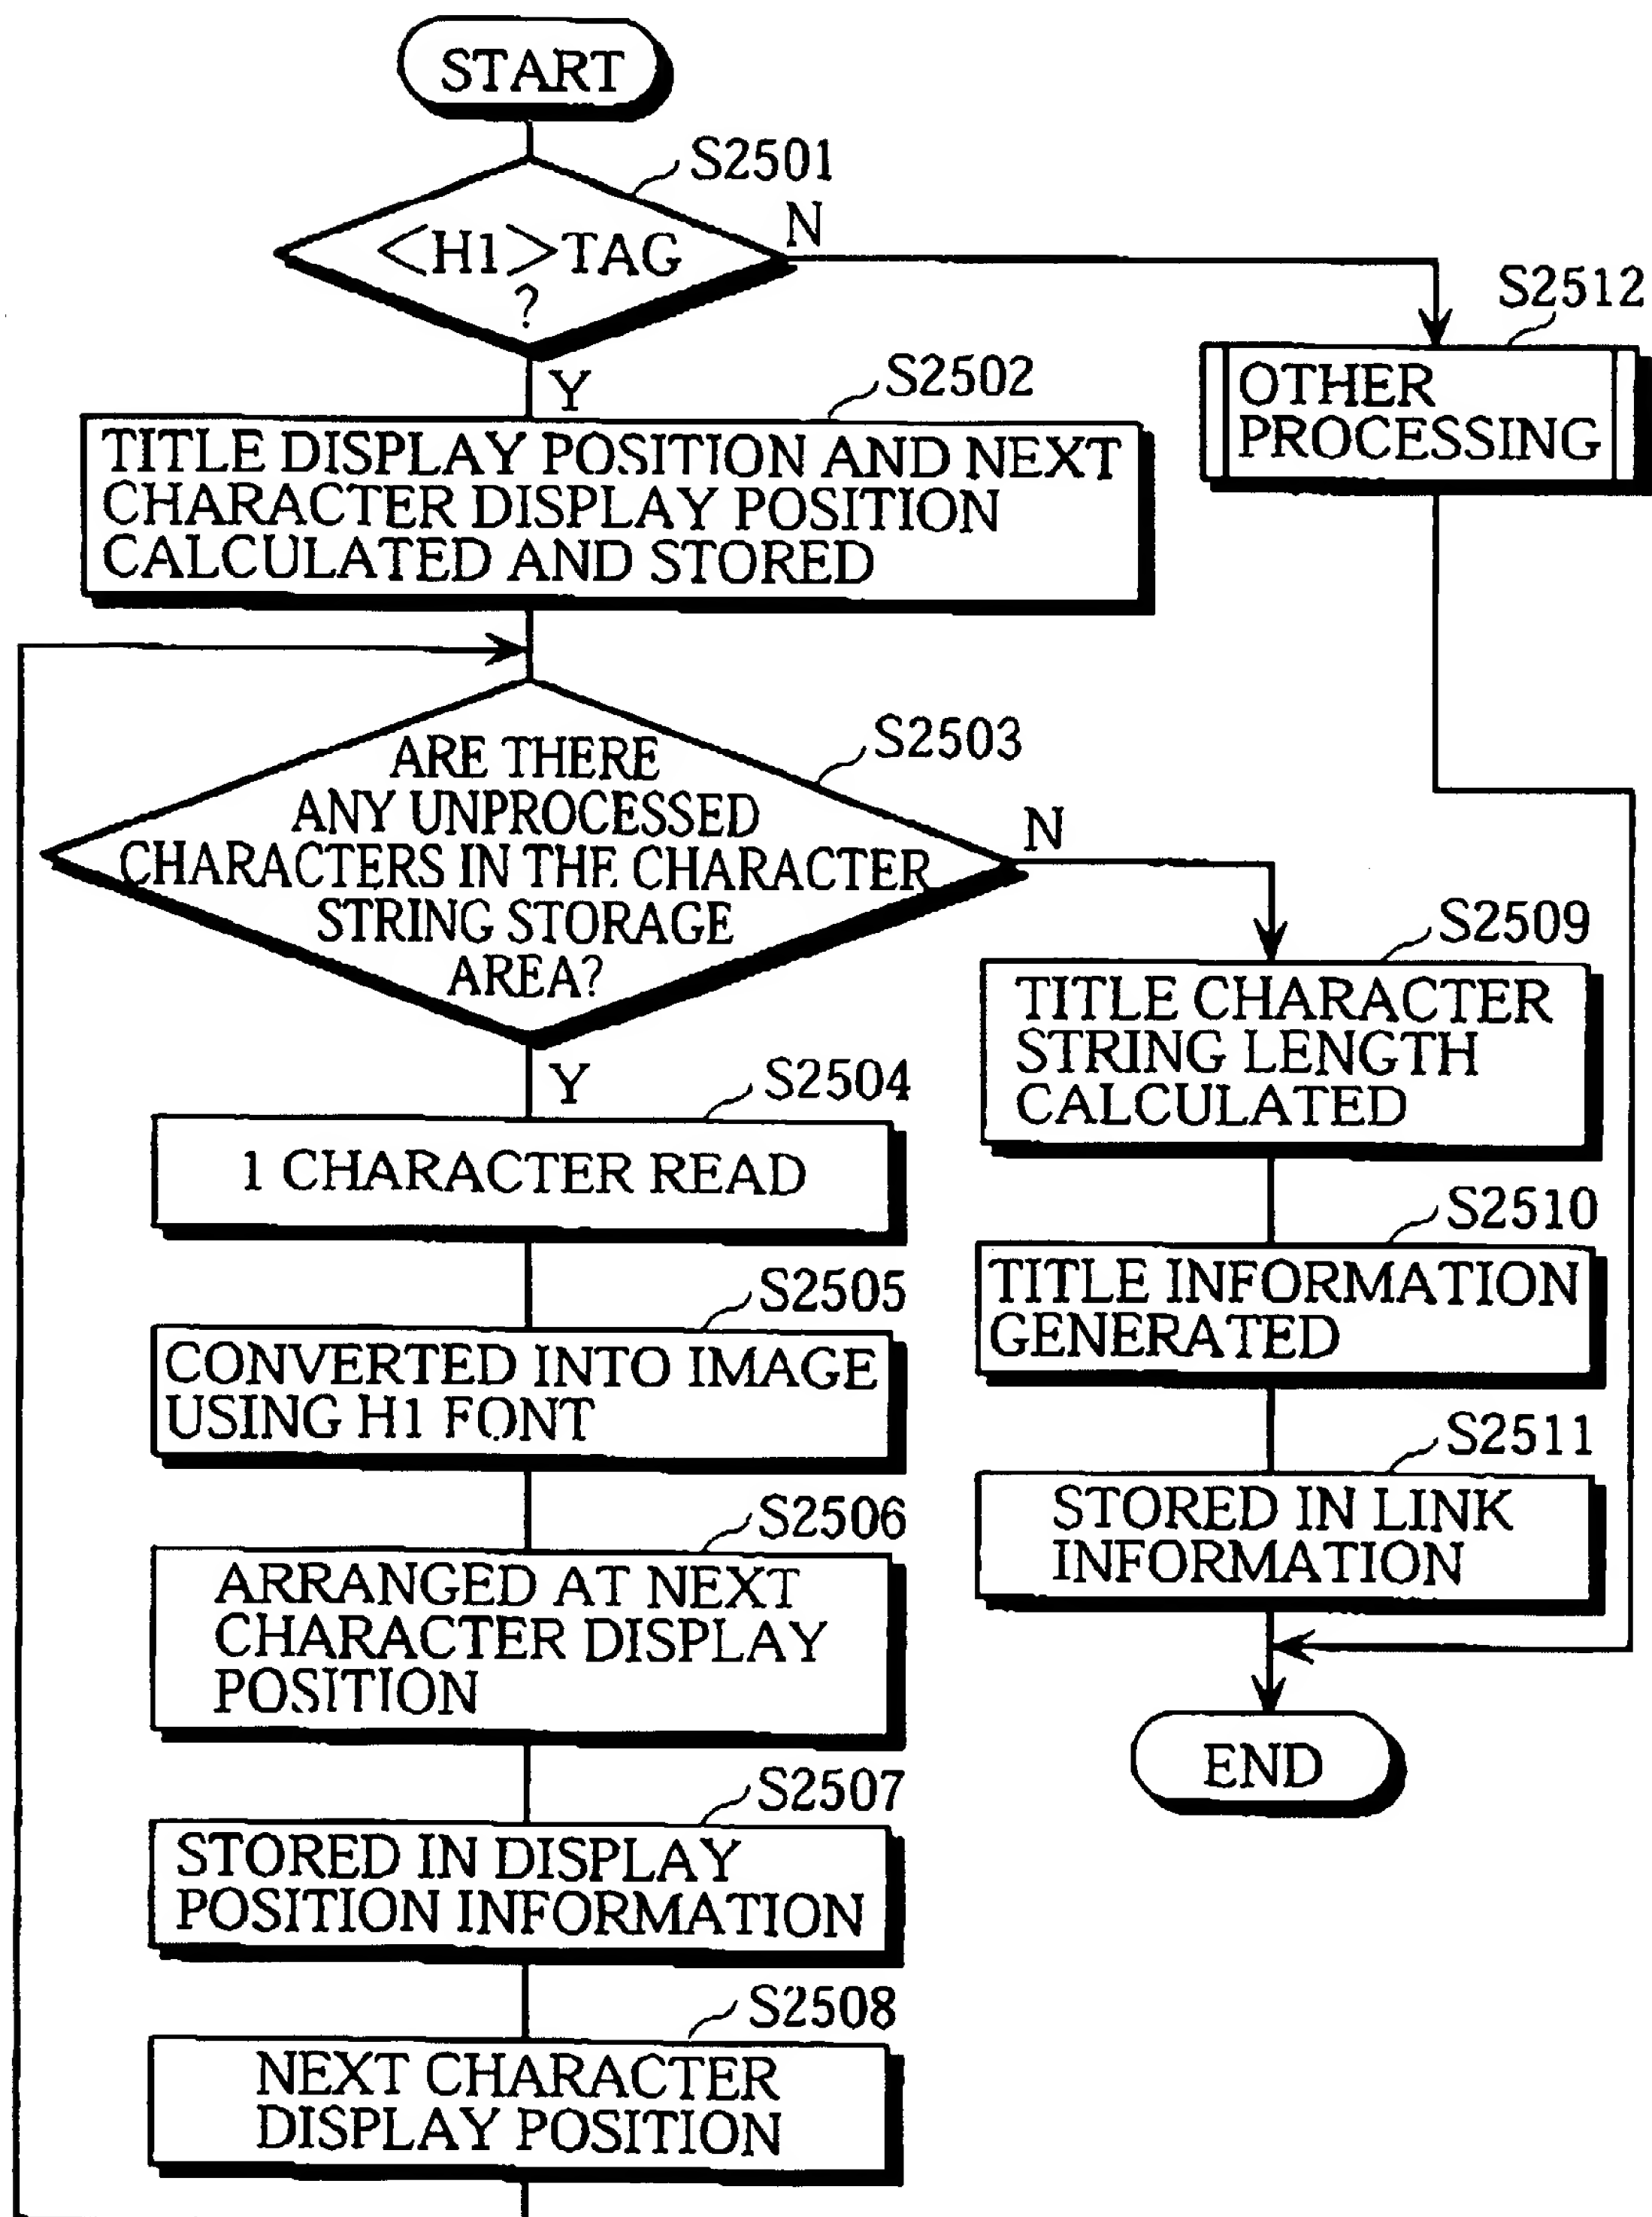 START
S2501
<H1>TAG
?
N
Y
S2512
OTHER
PROCESSING
S2502
TITLE DISPLAY POSITION AND NEXT
CHARACTER DISPLAY POSITION
CALCULATED AND STORED
S2503
ARE THERE
ANY UNPROCESSED
CHARACTERS IN THE CHARACTER
STRING STORAGE
AREA?
N
Y
S2504
1 CHARACTER READ
S2505
CONVERTED INTO IMAGE
USING H1 FONT
S2506
ARRANGED AT NEXT
CHARACTER DISPLAY
POSITION
S2507
STORED IN DISPLAY
POSITION INFORMATION
S2508
NEXT CHARACTER
DISPLAY POSITION
S2509
TITLE CHARACTER
STRING LENGTH
CALCULATED
S2510
TITLE INFORMATION
GENERATED
S2511
STORED IN LINK
INFORMATION
END